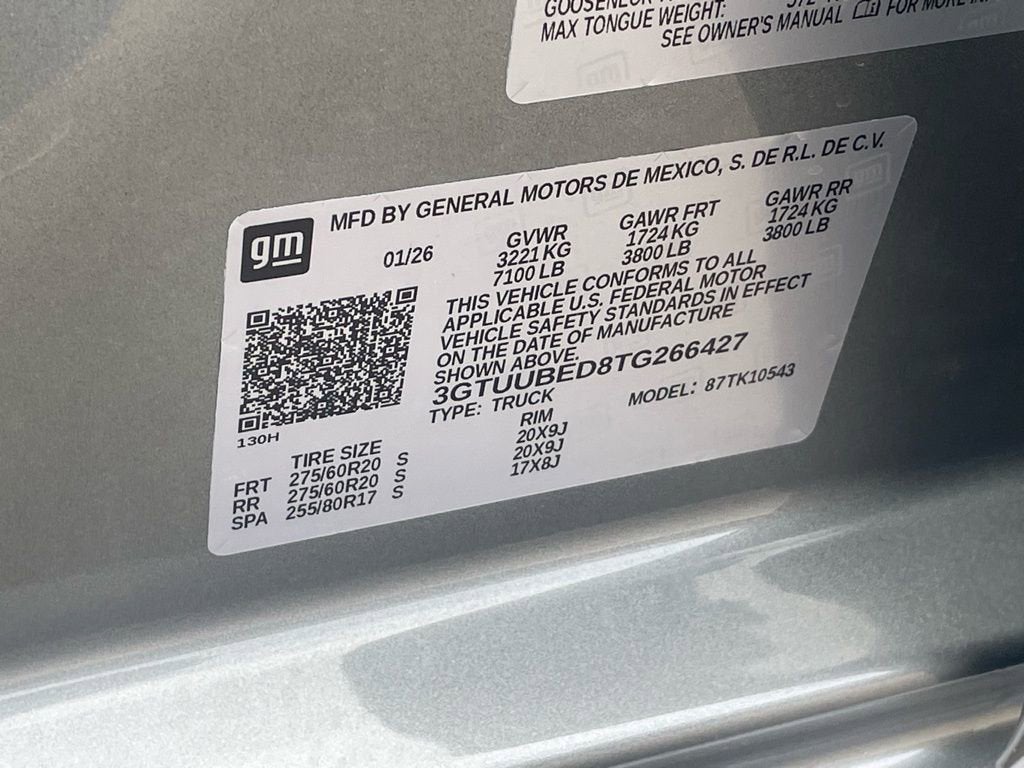 MAX TONGUE WEIGHT:
SEE OWNER'S MANUAL FOR MORE
gm
MFD BY GENERAL MOTORS DE MEXICO, S. DE R.L. DE C.V.
01/26 GVWR GAWR FRT GAWR RR
3221 KG 1724 KG 1724 KG
7100 LB 3800 LB 3800 LB
THIS VEHICLE CONFORMS TO ALL
APPLICABLE U.S. FEDERAL MOTOR
VEHICLE SAFETY STANDARDS IN EFFECT
ON THE DATE OF MANUFACTURE
SHOWN ABOVE.
3GTUUBED8TG266427
TYPE: TRUCK MODEL: 87TK10543
130H
TIRE SIZE RIM
FRT 275/60R20 S 20X9J
RR 275/60R20 S 20X9J
SPA 255/80R17 S 17X8J